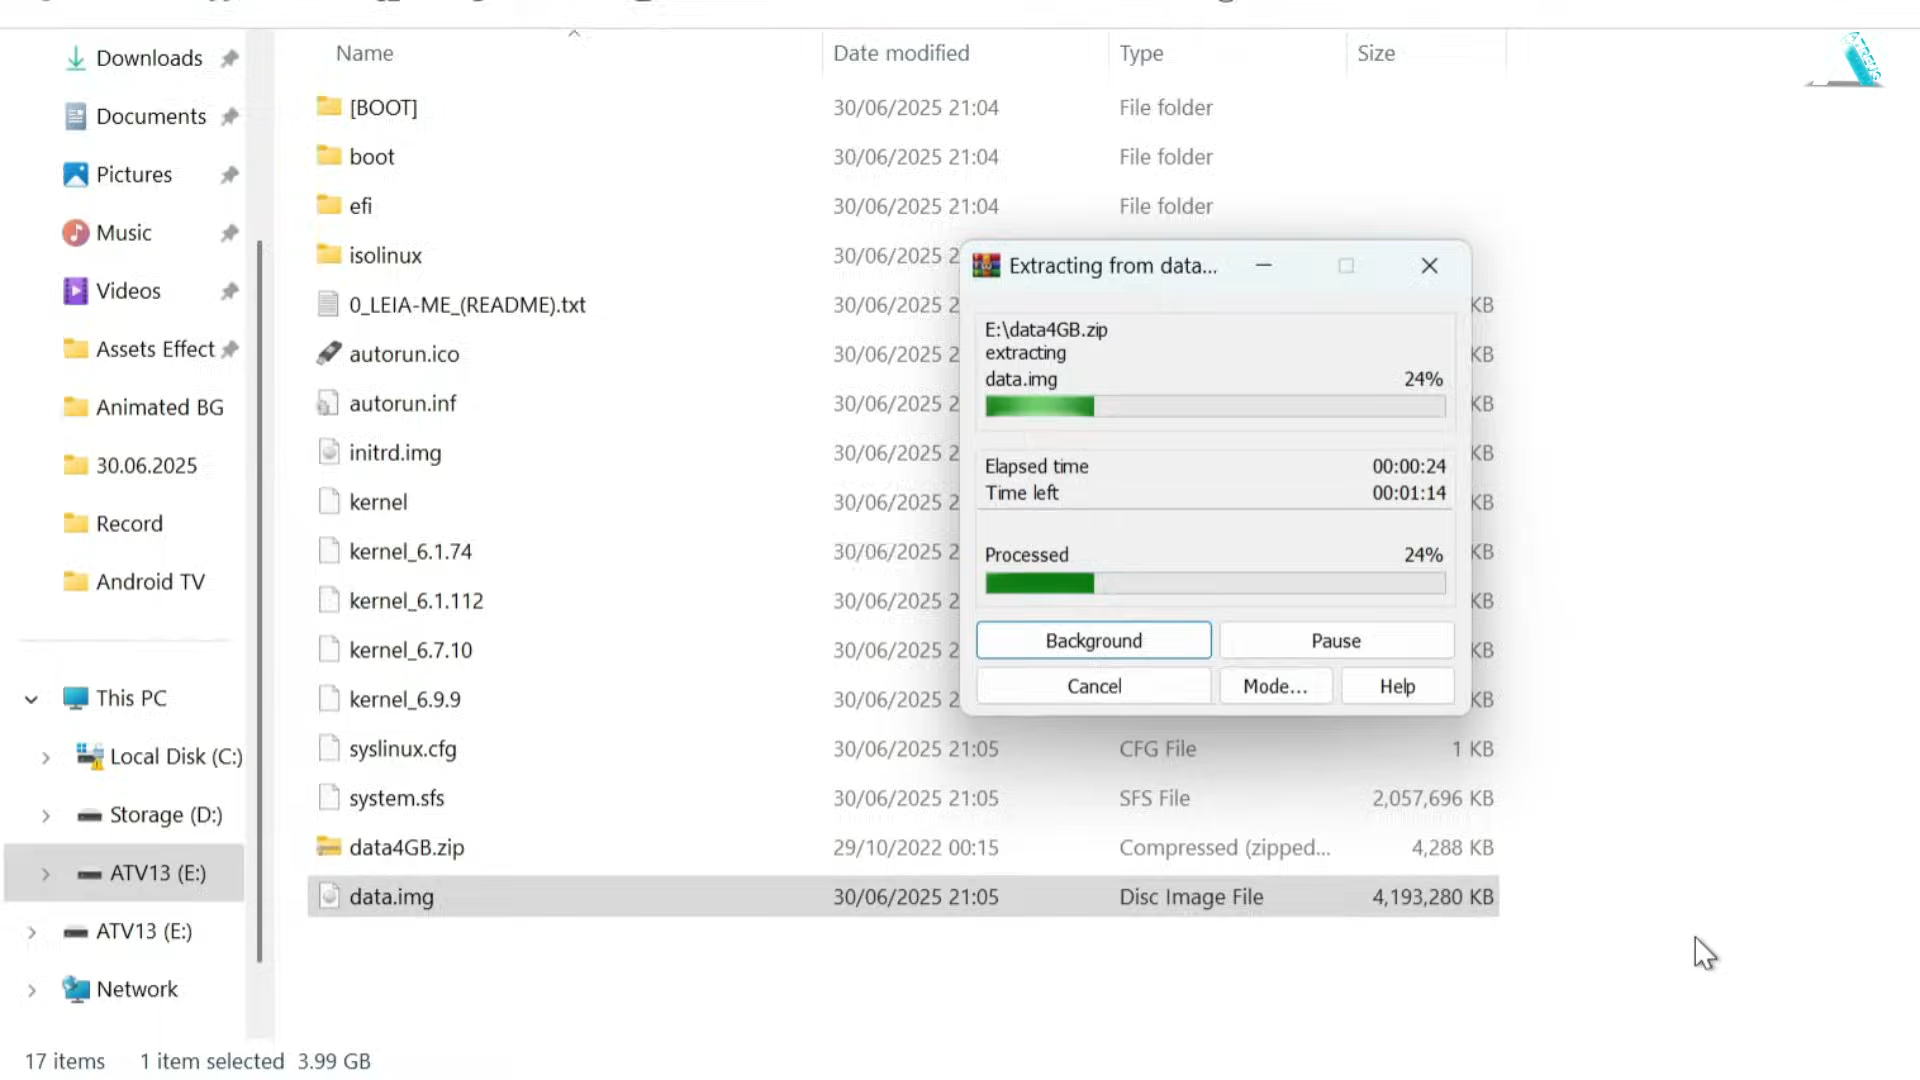 Name Date modified Type Size
Downloads
Documents
Pictures
Music
Videos
Assets Effect
Animated BG
30.06.2025
Record
Android TV
This PC
Local Disk (C:)
Storage (D:)
ATV13 (E:)
ATV13 (E:)
Network
[BOOT] 30/06/2025 21:04 File folder
boot 30/06/2025 21:04 File folder
efi 30/06/2025 21:04 File folder
isolinux 30/06/2025 2
0_LEIA-ME_(README).txt 30/06/2025 2 KB
autorun.ico 30/06/2025 2 KB
autorun.inf 30/06/2025 2 KB
initrd.img 30/06/2025 2 KB
kernel 30/06/2025 2 KB
kernel_6.1.74 30/06/2025 2 KB
kernel_6.1.112 30/06/2025 2 KB
kernel_6.7.10 30/06/2025 2 KB
kernel_6.9.9 30/06/2025 2 KB
syslinux.cfg 30/06/2025 21:05 CFG File 1 KB
system.sfs 30/06/2025 21:05 SFS File 2,057,696 KB
data4GB.zip 29/10/2022 00:15 Compressed (zipped... 4,288 KB
data.img 30/06/2025 21:05 Disc Image File 4,193,280 KB
Extracting from data...
E:\data4GB.zip
extracting
data.img 24%
Elapsed time 00:00:24
Time left 00:01:14
Processed 24%
Background Pause
Cancel Mode... Help
17 items 1 item selected 3.99 GB